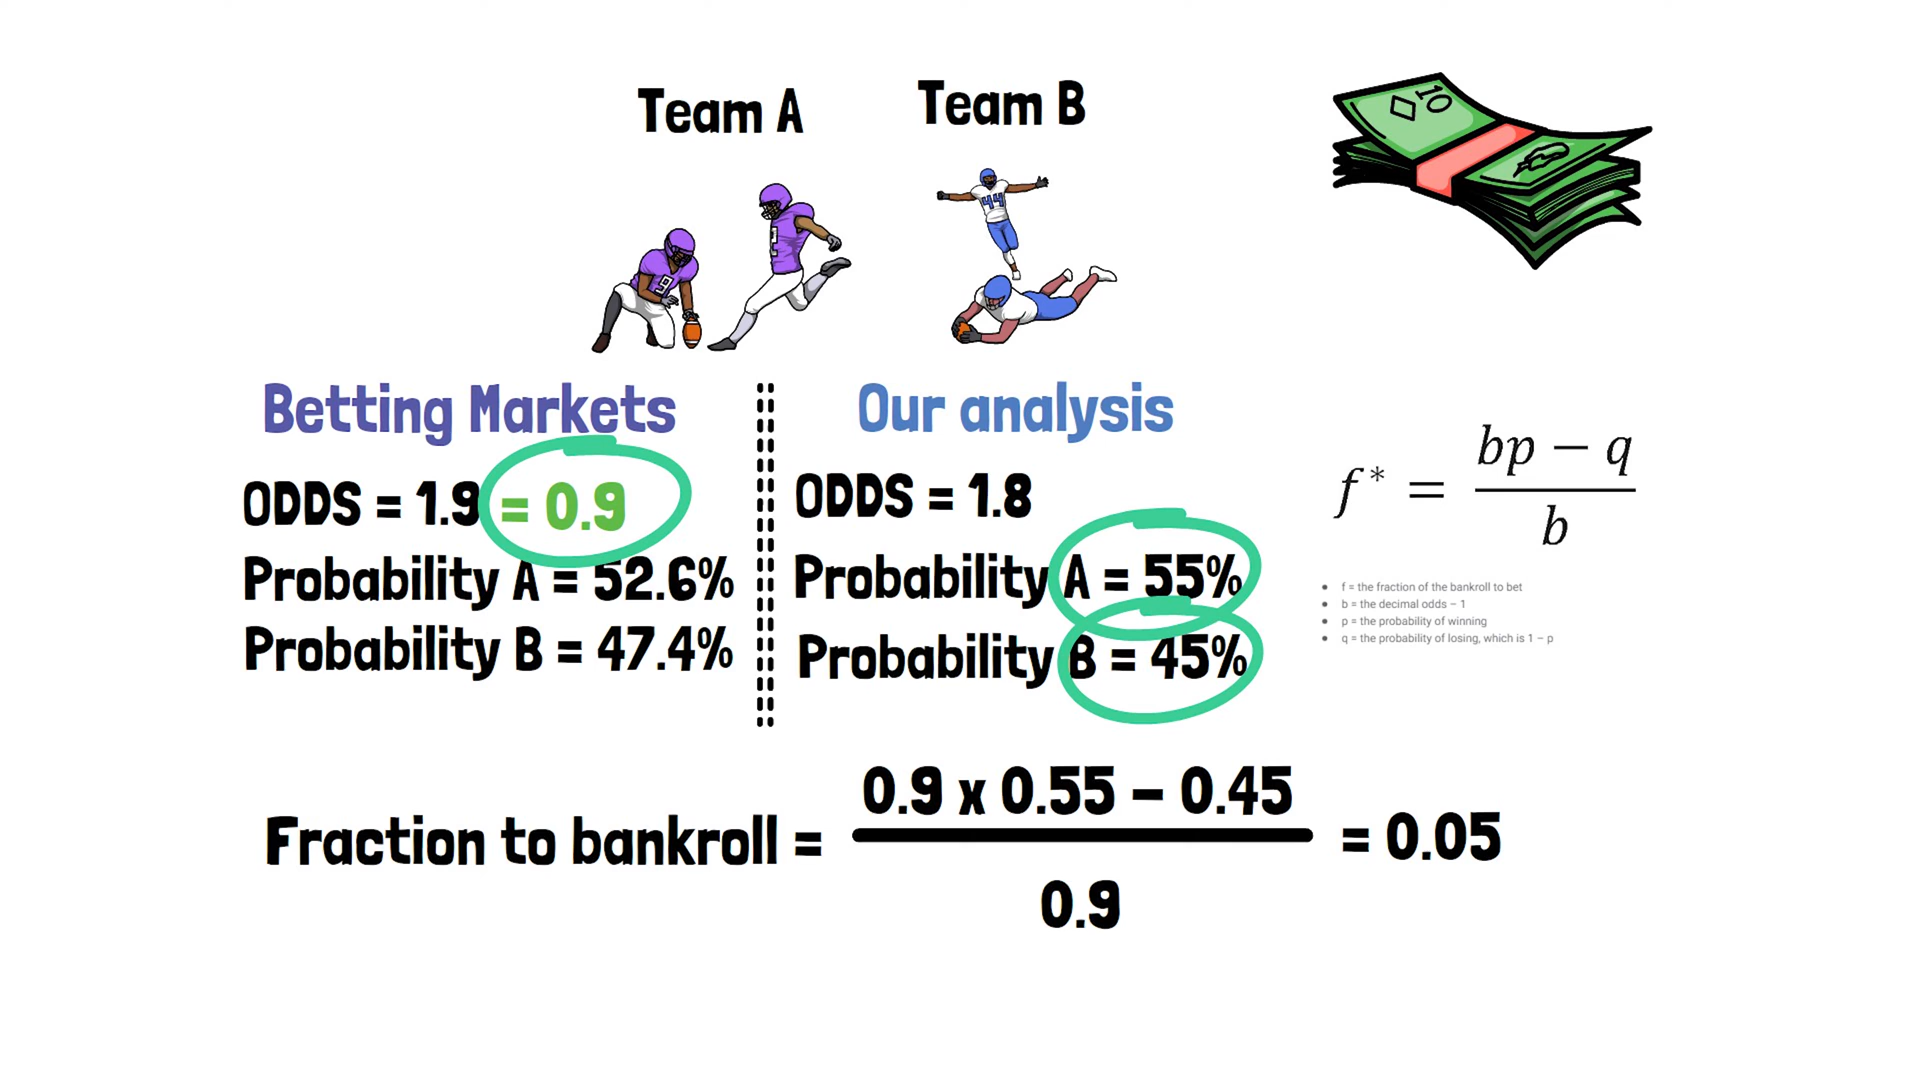 Team A
Team B
10
44
2
9
Betting Markets
ODDS = 1.9 = 0.9
Probability A = 52.6%
Probability B = 47.4%
Our analysis
ODDS = 1.8
Probability A = 55%
Probability B = 45%
f* = bp − q / b
• f = the fraction of the bankroll to bet
• b = the decimal odds − 1
• p = the probability of winning
• q = the probability of losing, which is 1 − p
0.9 x 0.55 − 0.45
Fraction to bankroll = = 0.05
0.9